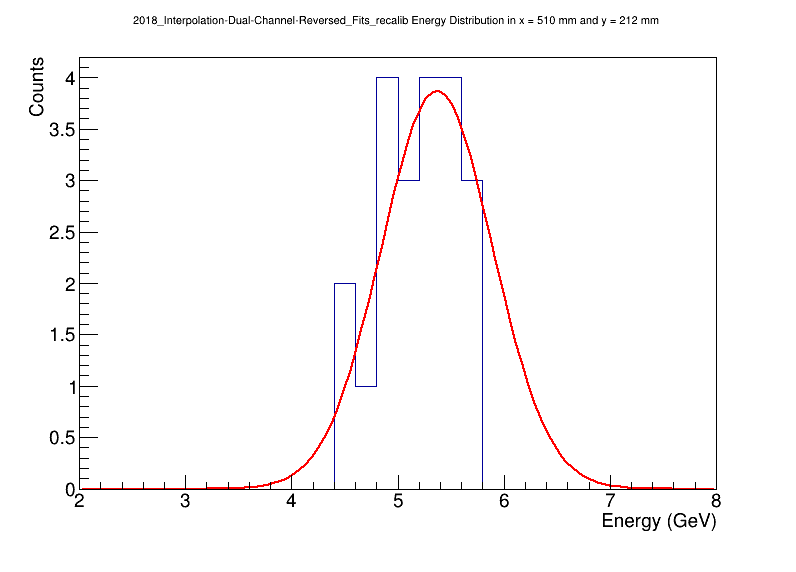 2018_Interpolation-Dual-Channel-Reversed_Fits_recalib Energy Distribution in x = 510 mm and y = 212 mm
Counts
4
3.5
3
2.5
2
1.5
1
0.5
0
2 3 4 5 6 7 8
Energy (GeV)